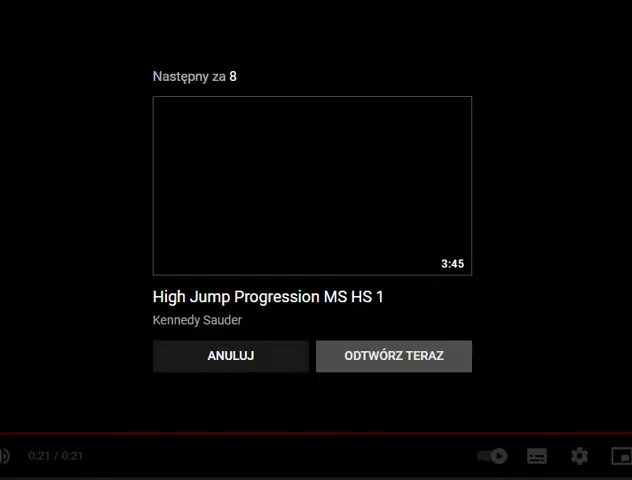 Następny za 8
3:45
High Jump Progression MS HS 1
Kennedy Sauder
ANULUJ
ODTWÓRZ TERAZ
0:21 / 0:21